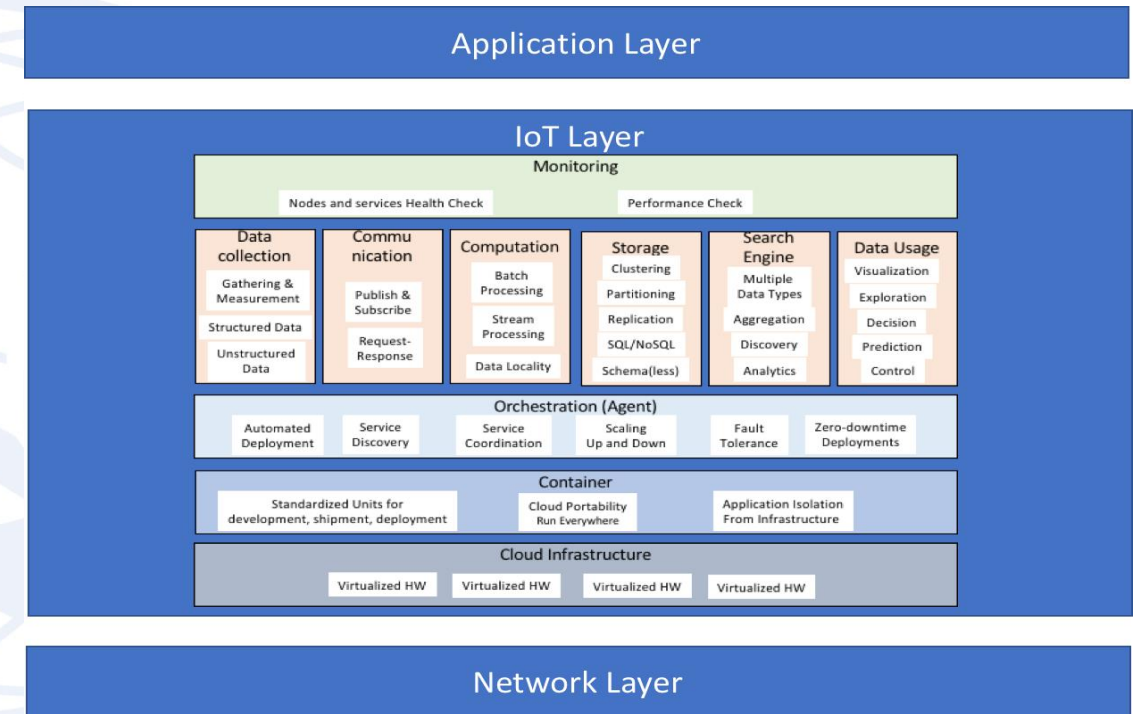 Application Layer
IoT Layer
Monitoring
Nodes and services Health Check
Performance Check
Data
collection
Gathering &
Measurement
Structured Data
Unstructured
Data
Commu
nication
Publish &
Subscribe
Request-
Response
Computation
Batch
Processing
Stream
Processing
Data Locality
Storage
Clustering
Partitioning
Replication
SQL/NoSQL
Schema(less)
Search
Engine
Multiple
Data Types
Aggregation
Discovery
Analytics
Data Usage
Visualization
Exploration
Decision
Prediction
Control
Orchestration (Agent)
Automated
Deployment
Service
Discovery
Service
Coordination
Scaling
Up and Down
Fault
Tolerance
Zero-downtime
Deployments
Container
Standardized Units for
development, shipment, deployment
Cloud Portability
Run Everywhere
Application Isolation
From Infrastructure
Cloud Infrastructure
Virtualized HW
Virtualized HW
Virtualized HW
Virtualized HW
Network Layer